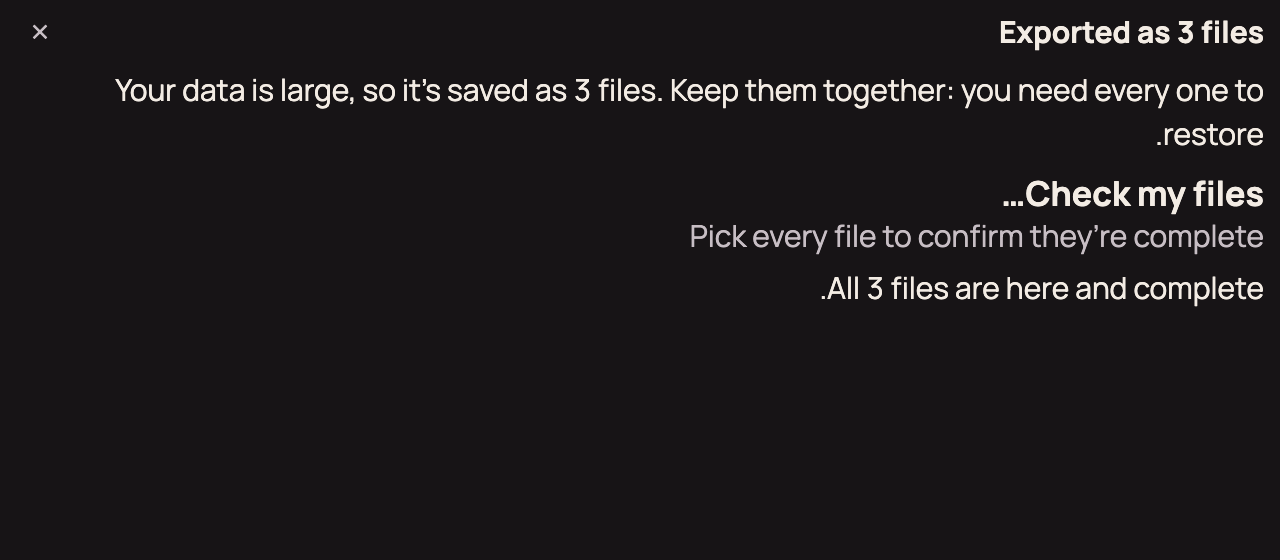 Exported as 3 files
Your data is large, so it’s saved as 3 files. Keep them together: you need every one to
.restore
…Check my files
Pick every file to confirm they’re complete
.All 3 files are here and complete